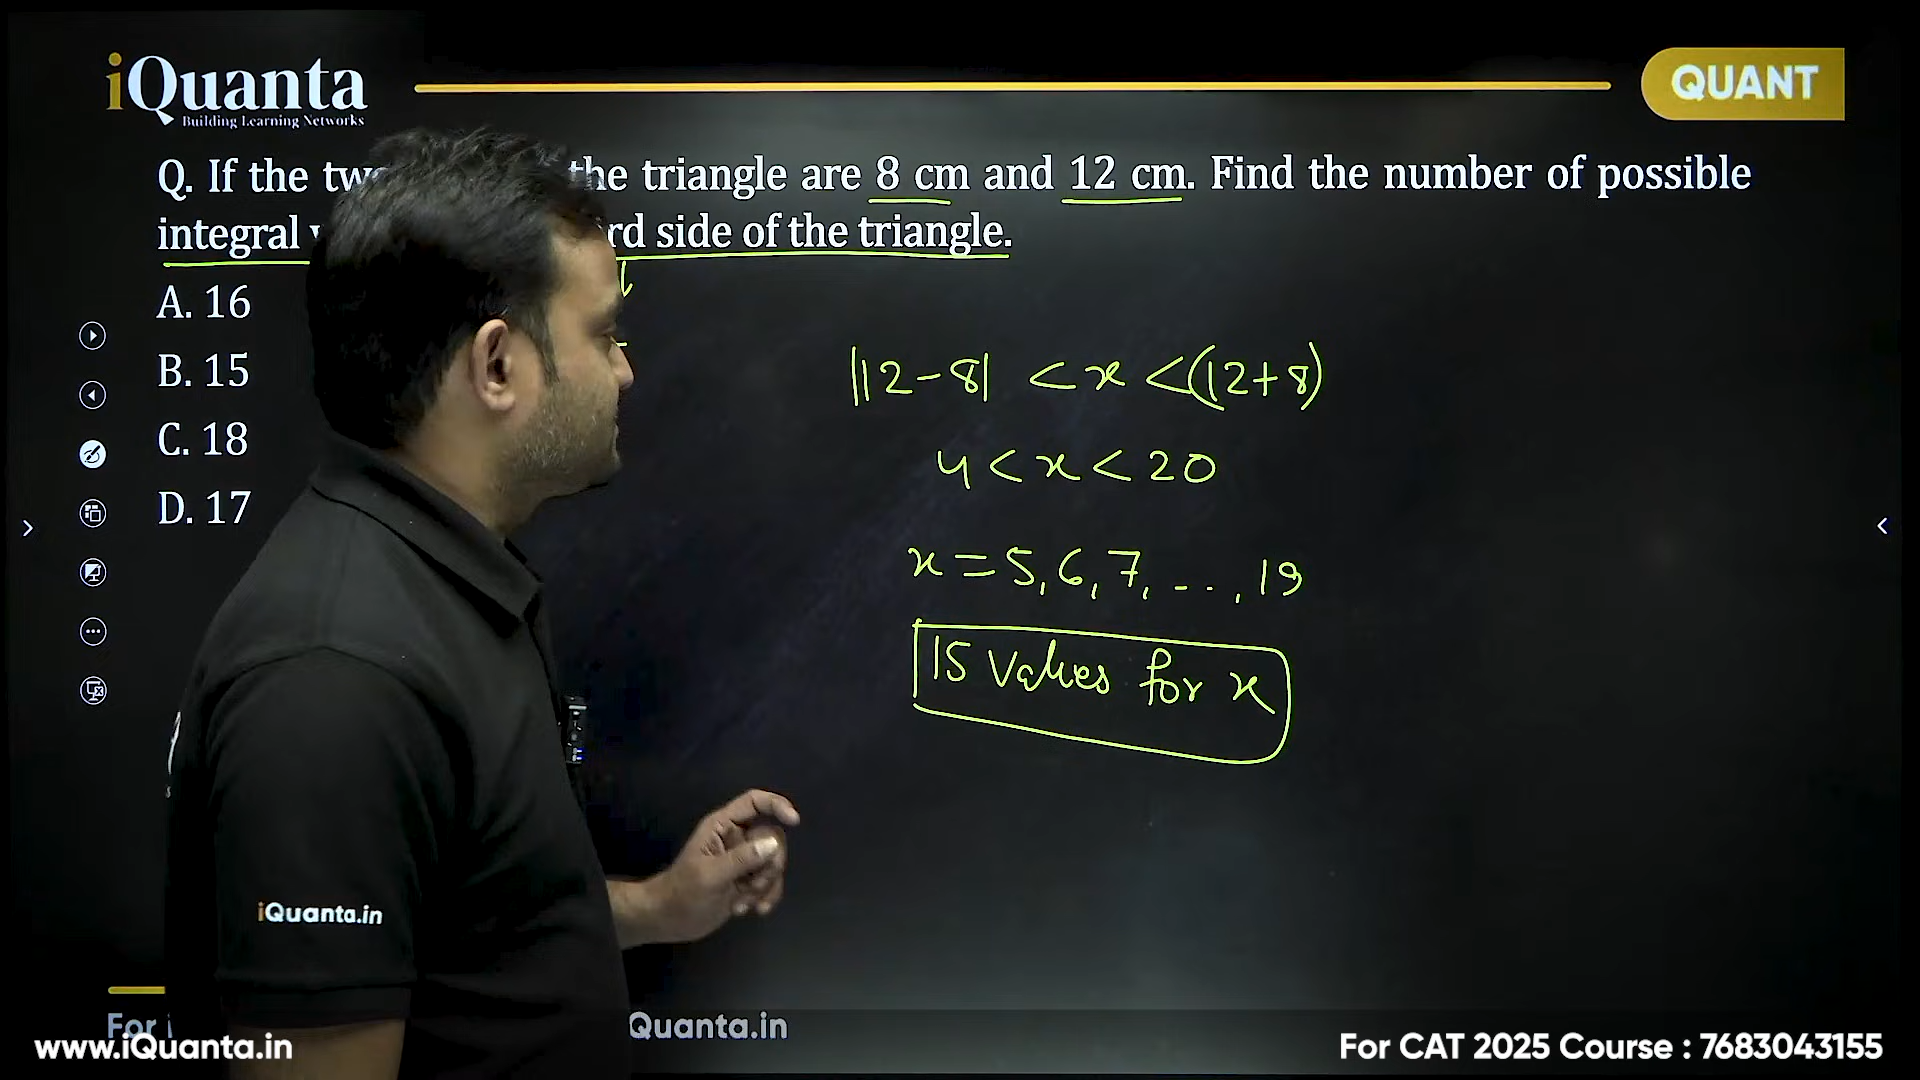 iQuanta
Building Learning Networks
QUANT
Q. If the the triangle are 8 cm and 12 cm. Find the number of possible
integral side of the triangle.
A. 16
B. 15
C. 18
D. 17
|12-8| < x < (12+8)
4 < x < 20
x = 5, 6, 7, ..., 19
15 values for x
iQuanta.in
For Quanta.in
www.iQuanta.in
For CAT 2025 Course : 7683043155